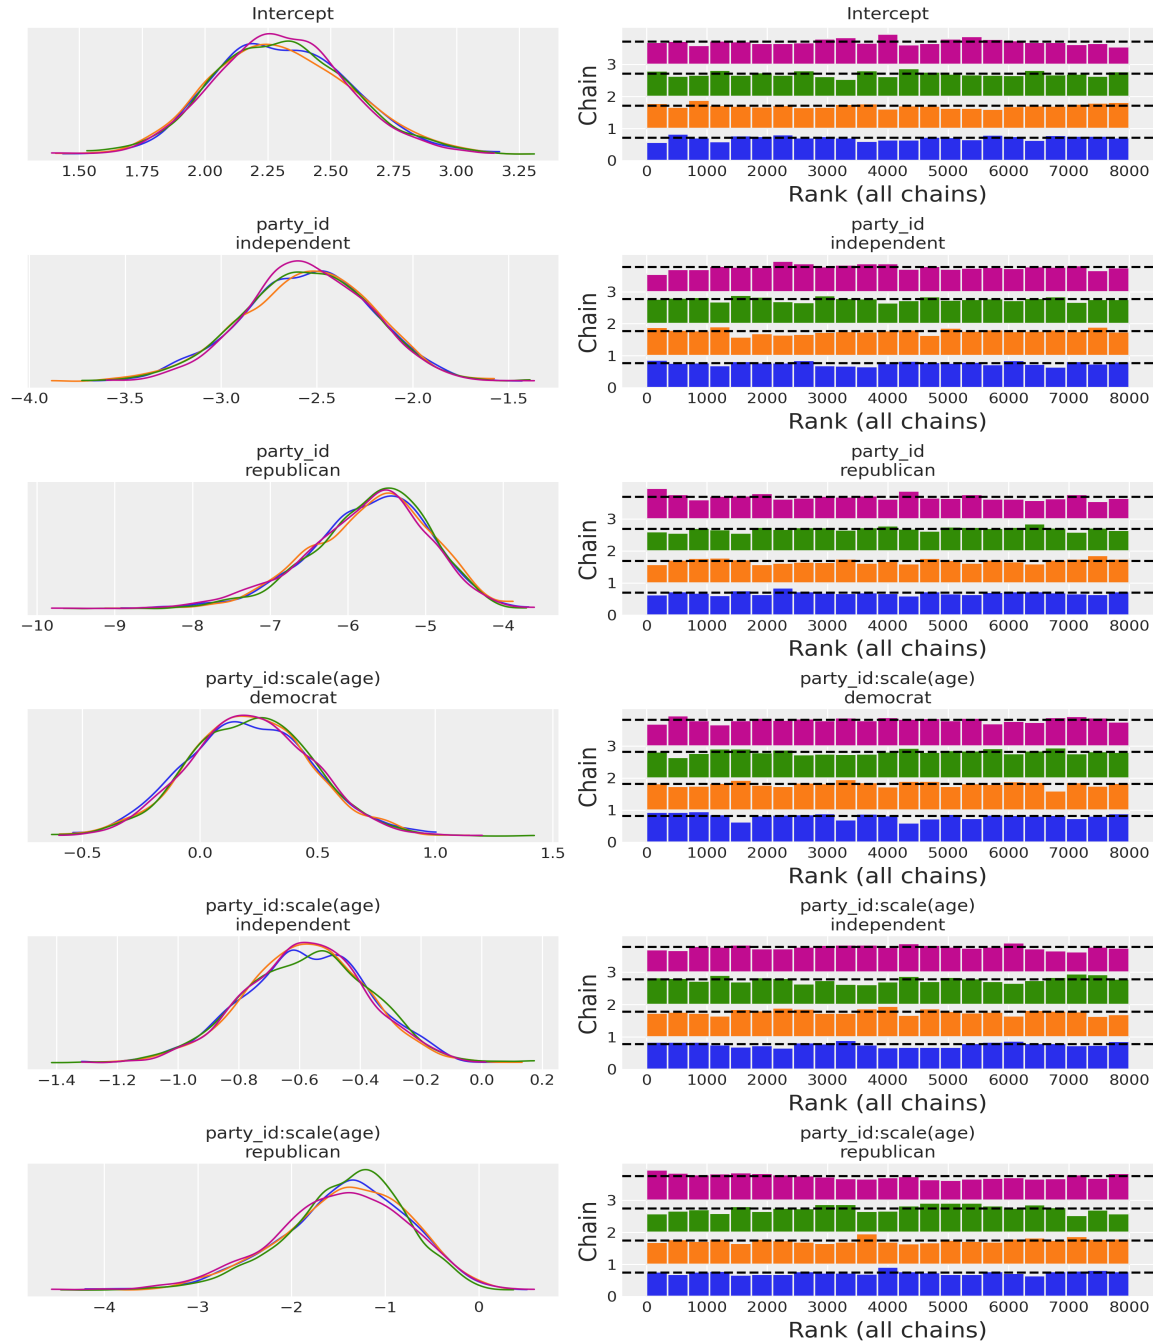 Intercept
1.50 1.75 2.00 2.25 2.50 2.75 3.00 3.25
Intercept
Chain
3
2
1
0
0 1000 2000 3000 4000 5000 6000 7000 8000
Rank (all chains)
party_id
independent
−4.0 −3.5 −3.0 −2.5 −2.0 −1.5
party_id
independent
Chain
3
2
1
0
0 1000 2000 3000 4000 5000 6000 7000 8000
Rank (all chains)
party_id
republican
−10 −9 −8 −7 −6 −5 −4
party_id
republican
Chain
3
2
1
0
0 1000 2000 3000 4000 5000 6000 7000 8000
Rank (all chains)
party_id:scale(age)
democrat
−0.5 0.0 0.5 1.0 1.5
party_id:scale(age)
democrat
Chain
3
2
1
0
0 1000 2000 3000 4000 5000 6000 7000 8000
Rank (all chains)
party_id:scale(age)
independent
−1.4 −1.2 −1.0 −0.8 −0.6 −0.4 −0.2 0.0 0.2
party_id:scale(age)
independent
Chain
3
2
1
0
0 1000 2000 3000 4000 5000 6000 7000 8000
Rank (all chains)
party_id:scale(age)
republican
−4 −3 −2 −1 0
party_id:scale(age)
republican
Chain
3
2
1
0
0 1000 2000 3000 4000 5000 6000 7000 8000
Rank (all chains)